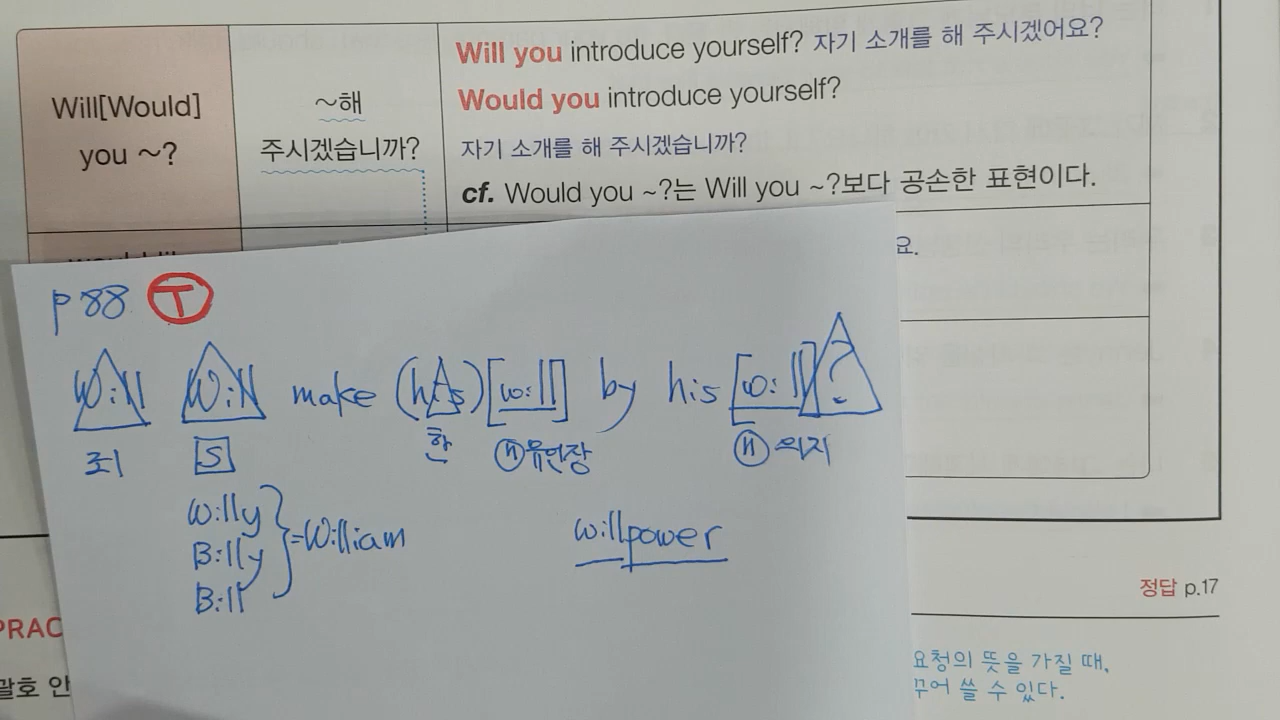 Will you introduce yourself? 자기 소개를 해 주시겠어요?
Will[Would]
you ~?
~해
주시겠습니까?
Would you introduce yourself?
자기 소개를 해 주시겠습니까?
cf. Would you ~?는 Will you ~?보다 공손한 표현이다.
요.
p 88 T
Will Will make (his) [will] by his [will]?
조 S 한 n 유언장 n 의지
Willy
Billy
Bill
=William
willpower
정답 p.17
PRAC
괄호 안
요청의 뜻을 가질 때,
꾸어 쓸 수 있다.